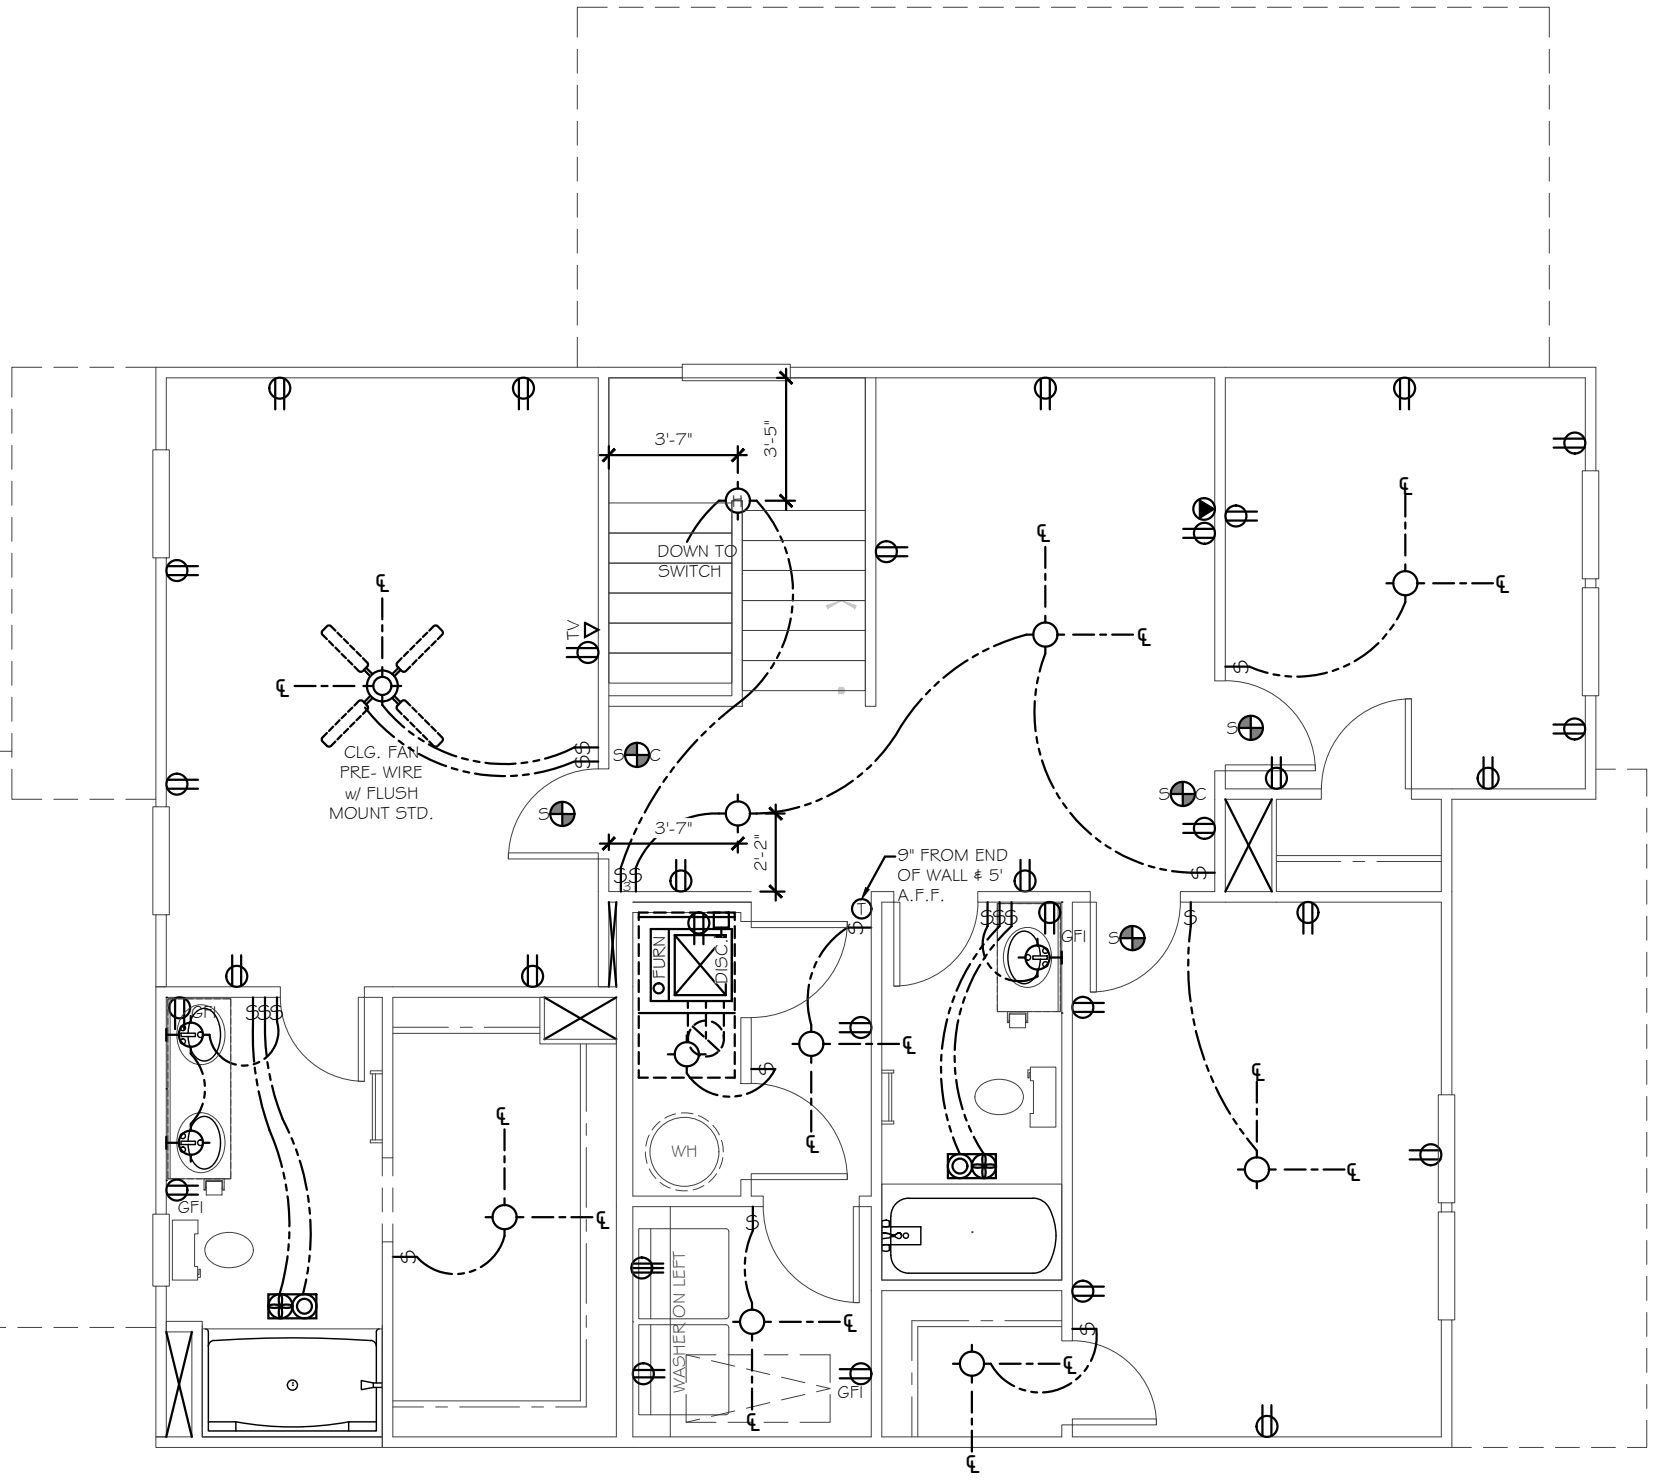 3'-7"
3'-5"
H
DOWN TO
SWITCH
TV
℄
℄
℄
℄
℄
℄
CLG. FAN
PRE- WIRE
w/ FLUSH
MOUNT STD.
S
S
S
S
S C
S
S
S C
3'-7"
2'-2"
S S
3
S
9" FROM END
OF WALL & 5'
A.F.F.
T
S
FURN
DISC.
SSS
GFI
S
S
GFI
SSS
℄
℄
S
WH
℄
℄
℄
℄
℄
GFI
S
S
WASHER ON LEFT
℄
S
℄
GFI
℄
℄